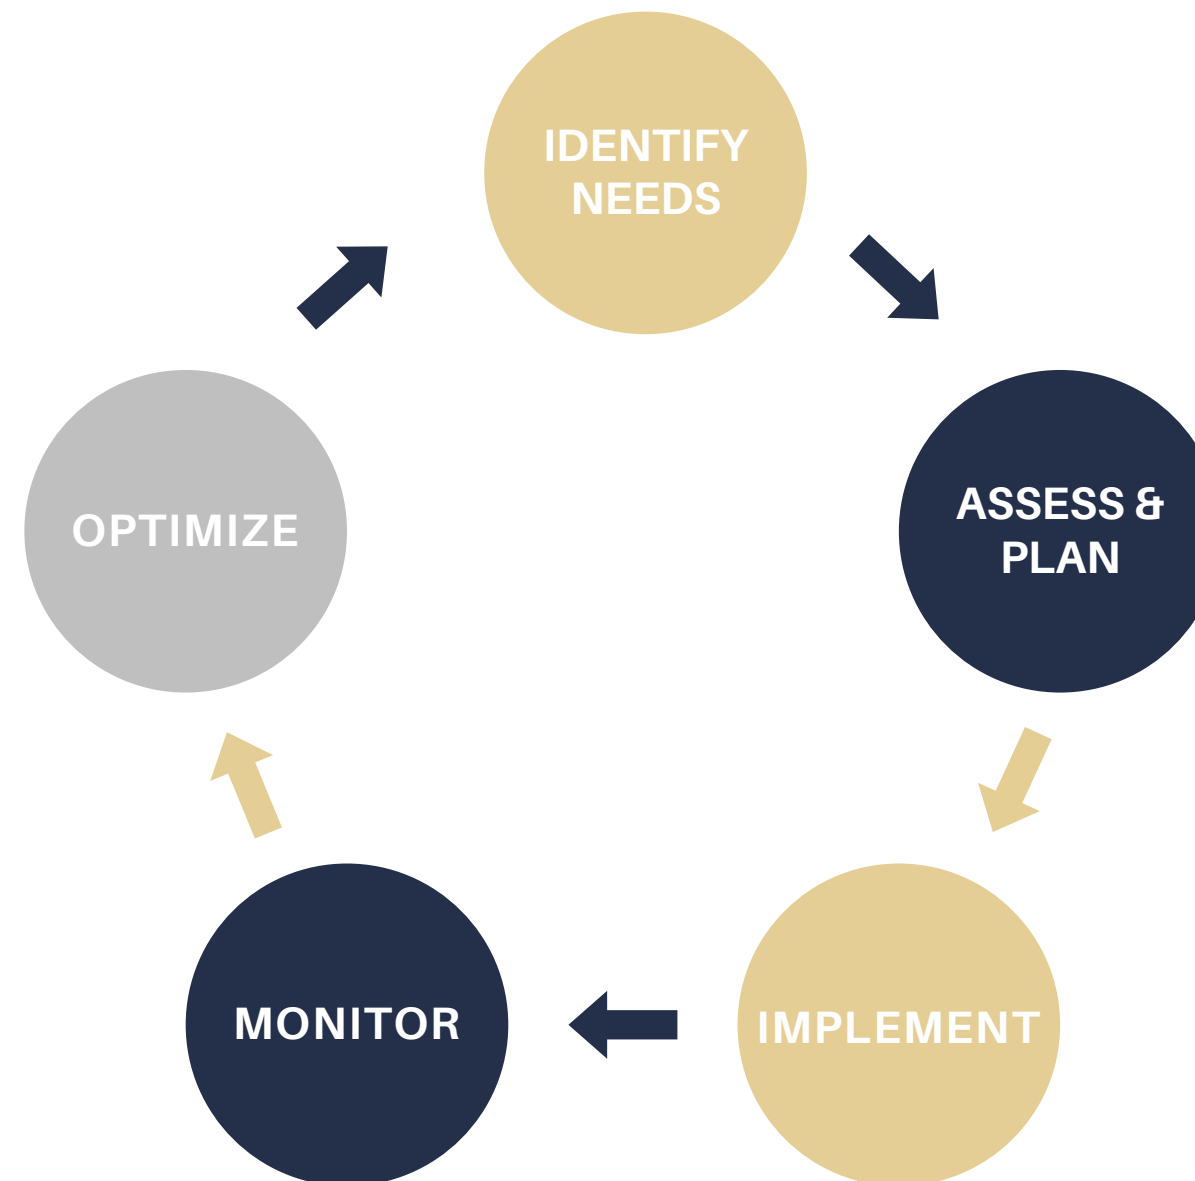 IDENTIFY
NEEDS
ASSESS &
PLAN
IMPLEMENT
MONITOR
OPTIMIZE